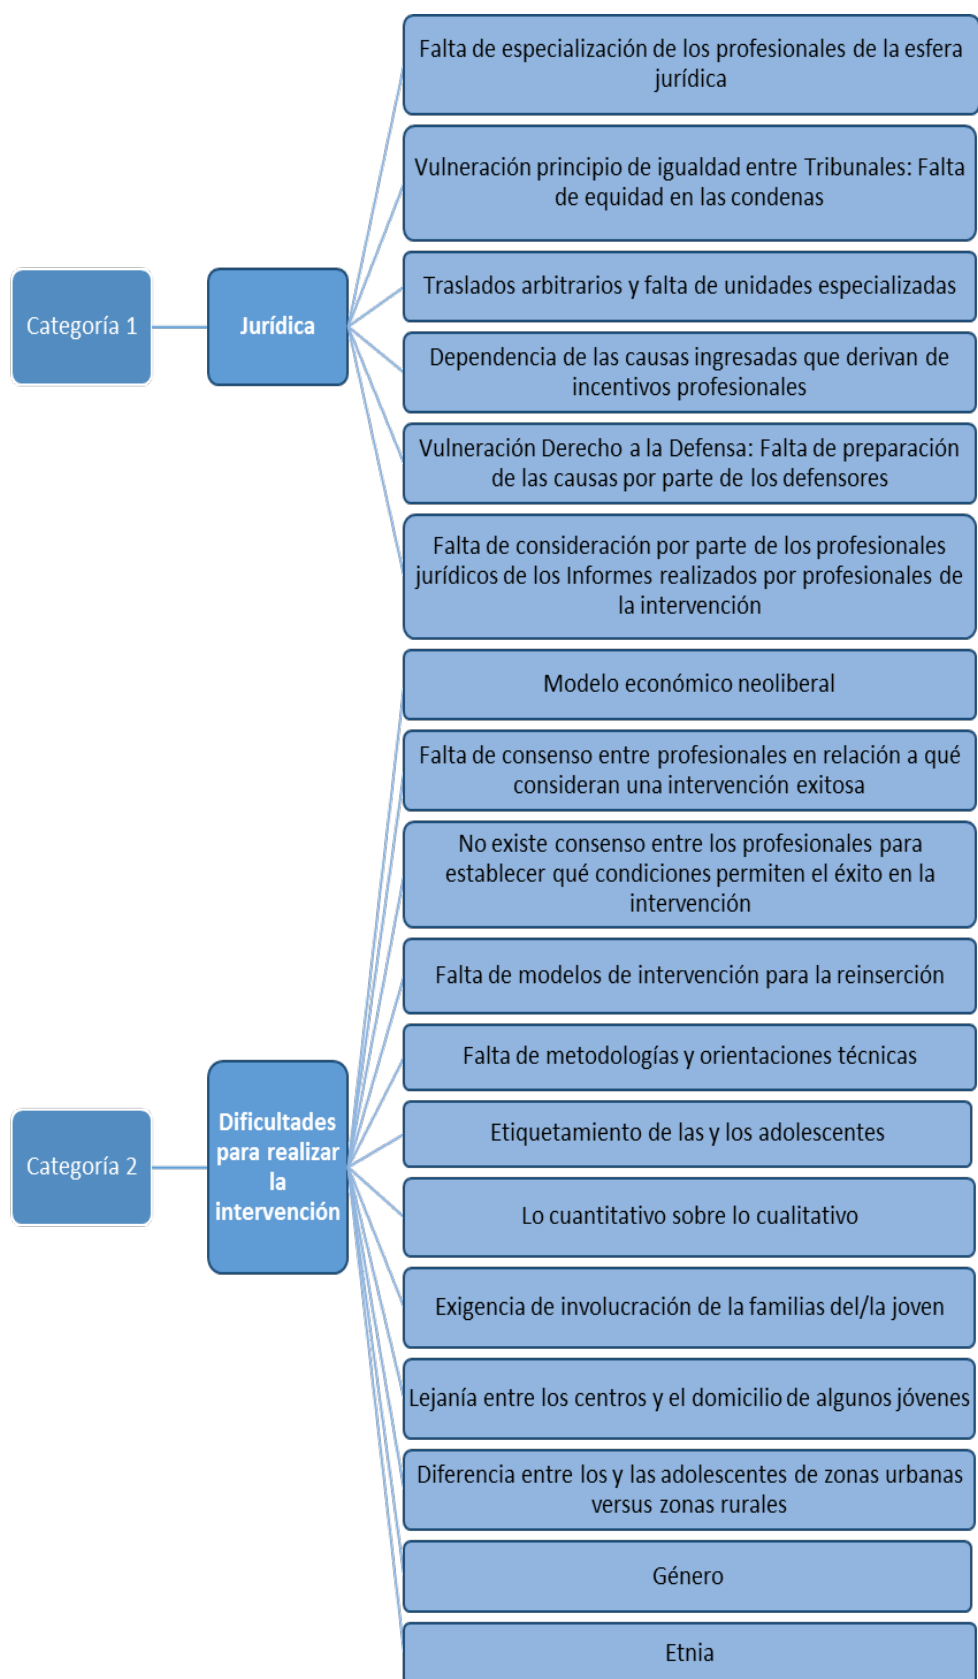 Categoría 1
Jurídica
Falta de especialización de los profesionales de la esfera
jurídica
Vulneración principio de igualdad entre Tribunales: Falta
de equidad en las condenas
Traslados arbitrarios y falta de unidades especializadas
Dependencia de las causas ingresadas que derivan de
incentivos profesionales
Vulneración Derecho a la Defensa: Falta de preparación
de las causas por parte de los defensores
Falta de consideración por parte de los profesionales
jurídicos de los Informes realizados por profesionales de
la intervención
Categoría 2
Dificultades
para realizar
la
intervención
Modelo económico neoliberal
Falta de consenso entre profesionales en relación a qué
consideran una intervención exitosa
No existe consenso entre los profesionales para
establecer qué condiciones permiten el éxito en la
intervención
Falta de modelos de intervención para la reinserción
Falta de metodologías y orientaciones técnicas
Etiquetamiento de las y los adolescentes
Lo cuantitativo sobre lo cualitativo
Exigencia de involucración de la familias del/la joven
Lejanía entre los centros y el domicilio de algunos jóvenes
Diferencia entre los y las adolescentes de zonas urbanas
versus zonas rurales
Género
Etnia